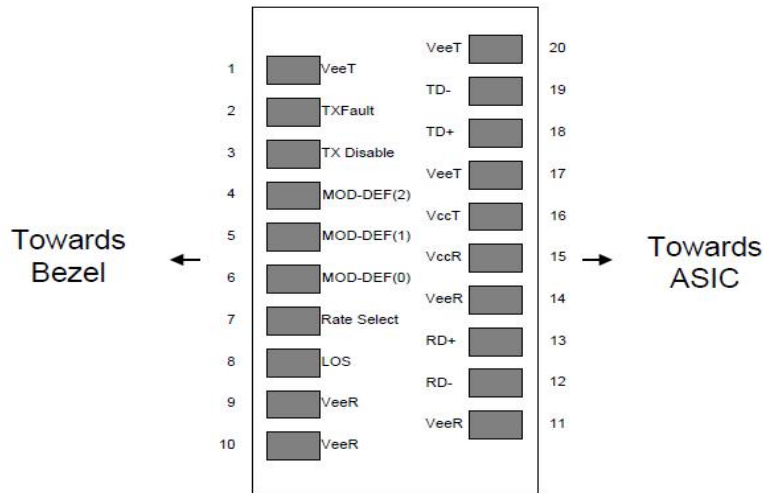 VeeT 20
1 VeeT
TD- 19
2 TXFault
TD+ 18
3 TX Disable
VeeT 17
4 MOD-DEF(2)
VccT 16
5 MOD-DEF(1)
Towards
Bezel
VccR 15
Towards
ASIC
6 MOD-DEF(0)
VeeR 14
7 Rate Select
RD+ 13
8 LOS
RD- 12
9 VeeR
VeeR 11
10 VeeR